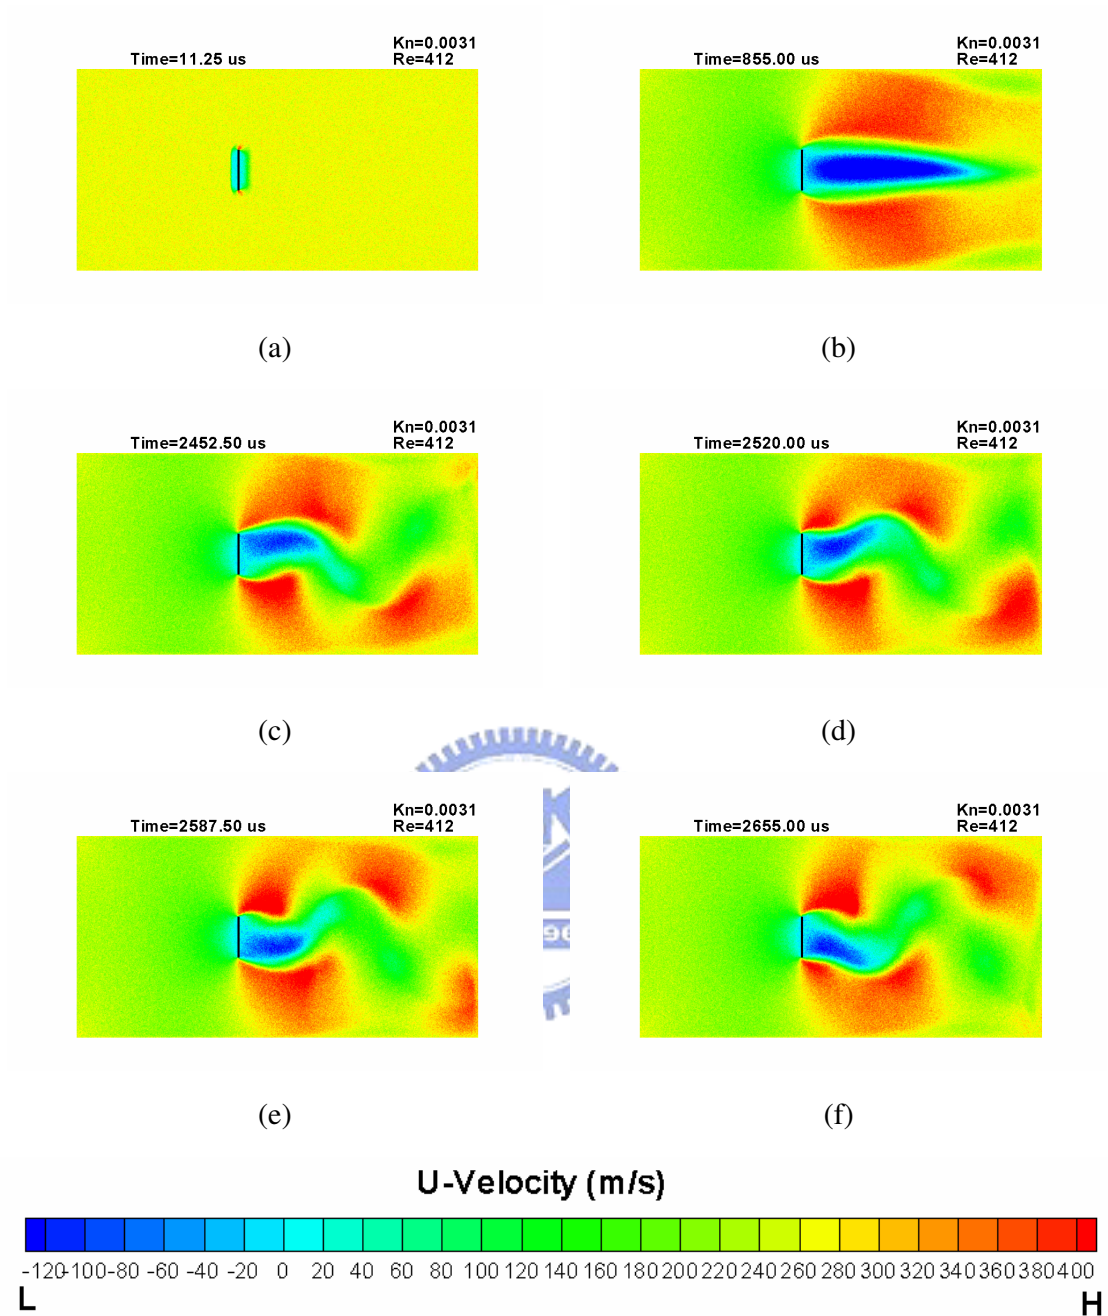 Kn=0.0031
Time=11.25 us Re=412
Kn=0.0031
Time=855.00 us Re=412
(a) (b)
Kn=0.0031
Time=2452.50 us Re=412
Kn=0.0031
Time=2520.00 us Re=412
(c) (d)
Kn=0.0031
Time=2587.50 us Re=412
Kn=0.0031
Time=2655.00 us Re=412
(e) (f)
U-Velocity (m/s)
-120 -100 -80 -60 -40 -20 0 20 40 60 80 100 120 140 160 180 200 220 240 260 280 300 320 340 360 380 400
L H